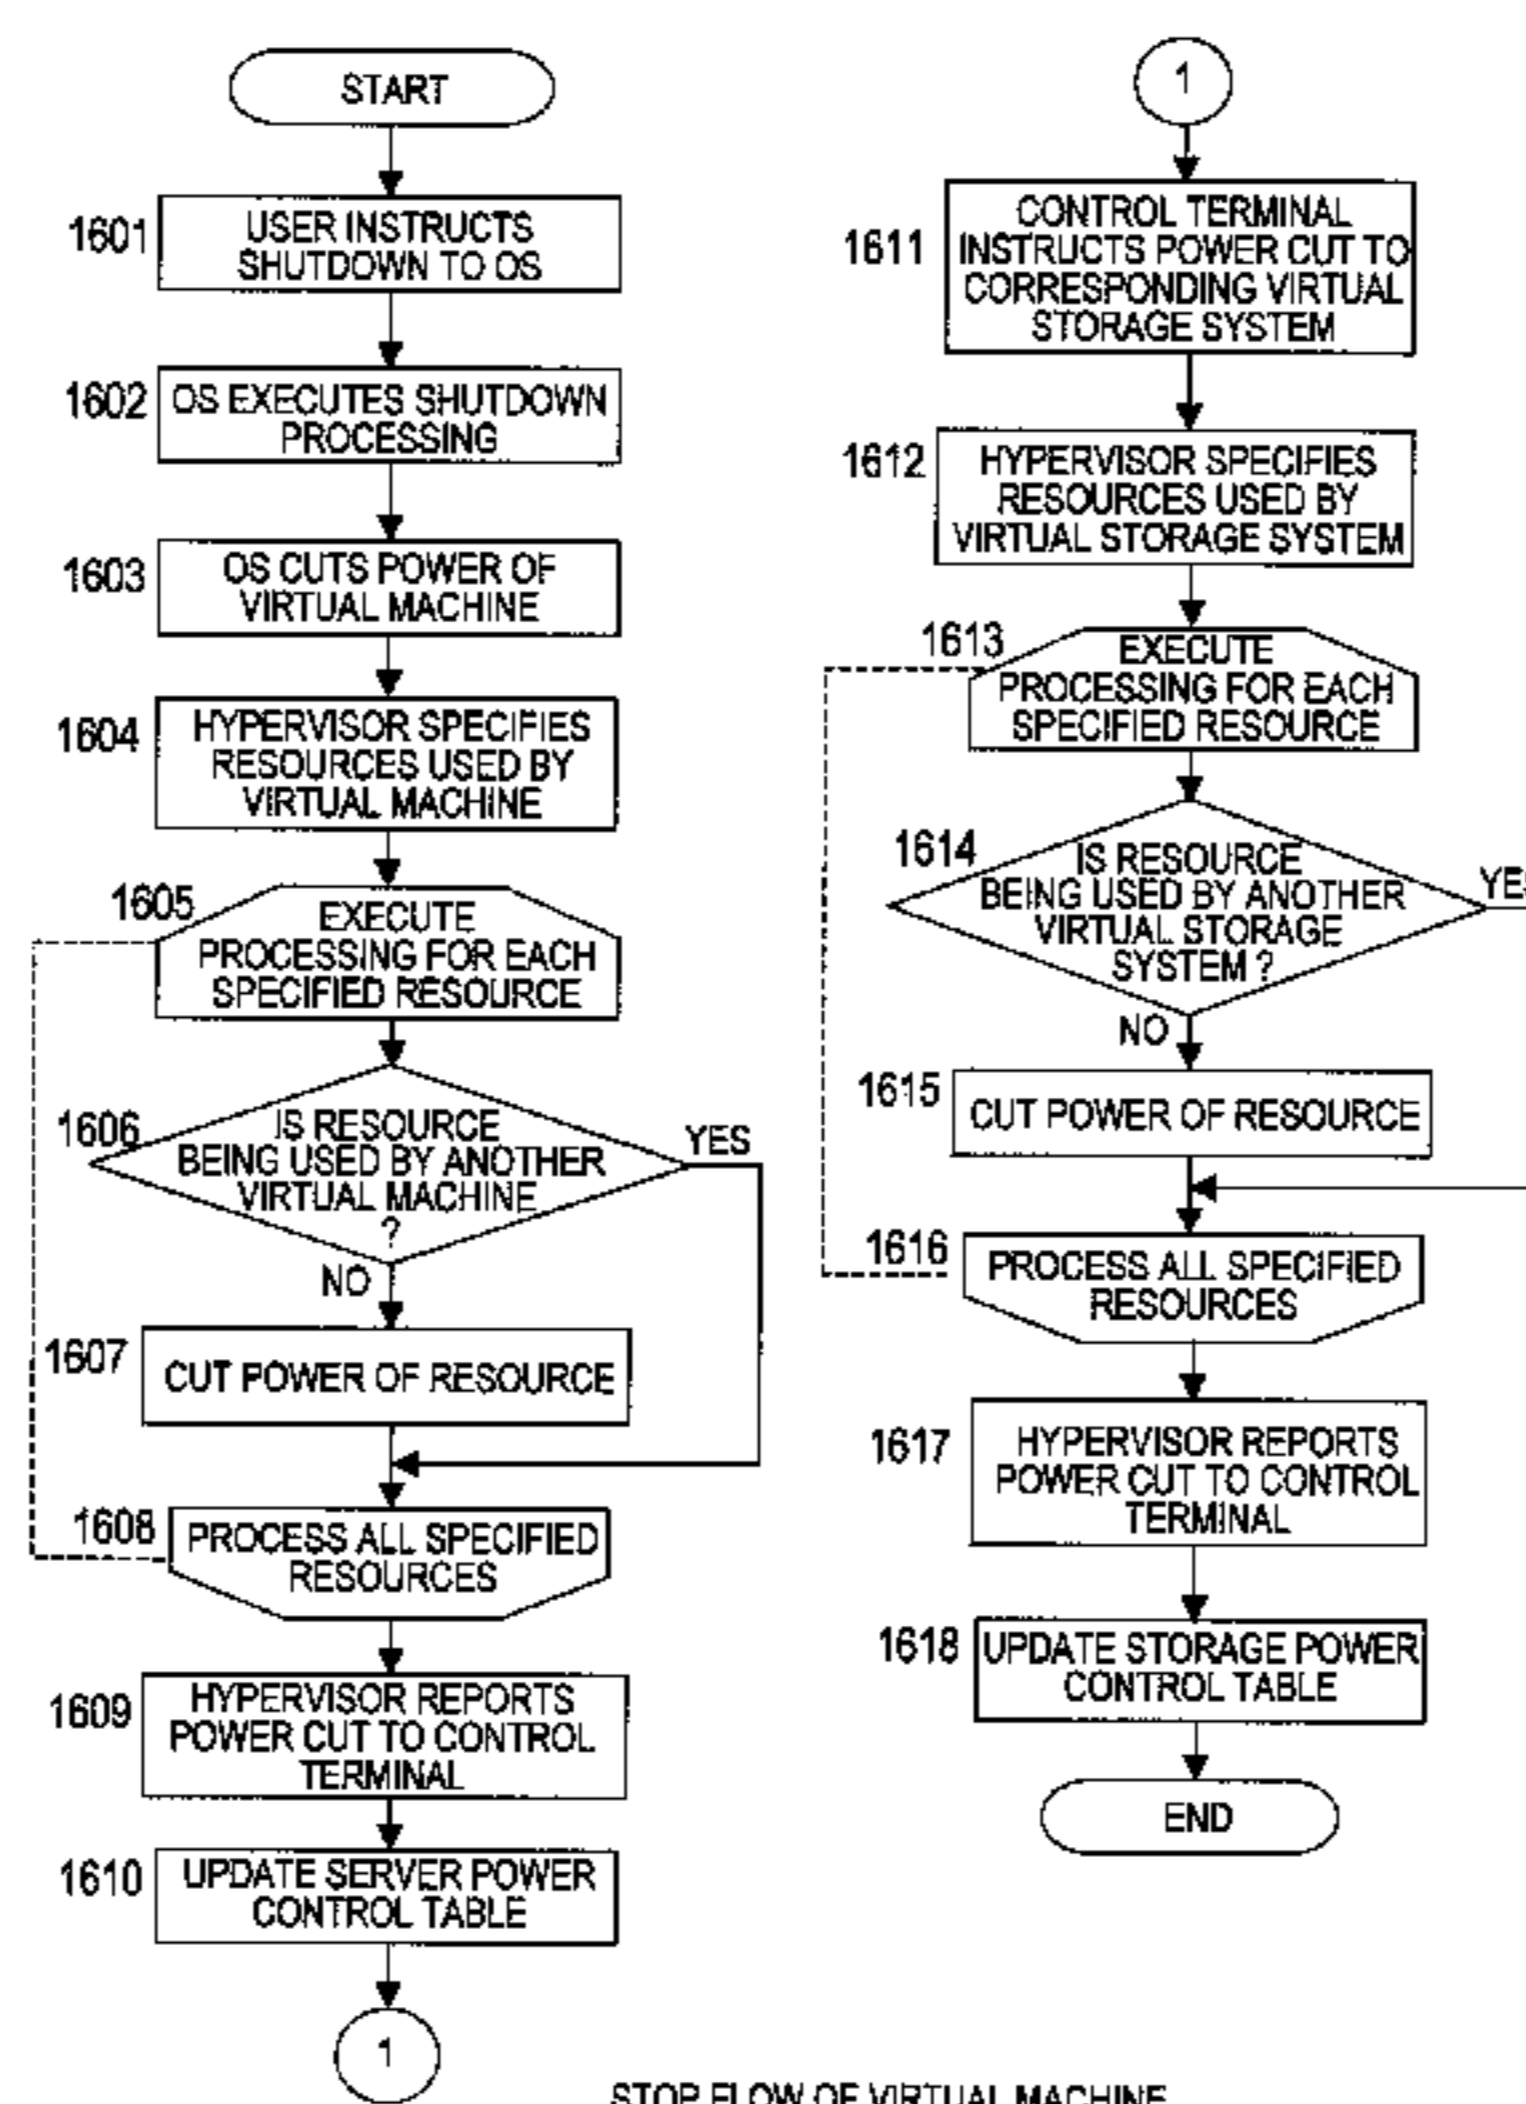 START
1601
USER INSTRUCTS
SHUTDOWN TO OS
1602
OS EXECUTES SHUTDOWN
PROCESSING
1603
OS CUTS POWER OF
VIRTUAL MACHINE
1604
HYPERVISOR SPECIFIES
RESOURCES USED BY
VIRTUAL MACHINE
1605
EXECUTE
PROCESSING FOR EACH
SPECIFIED RESOURCE
1606
IS RESOURCE
BEING USED BY ANOTHER
VIRTUAL MACHINE
?
YES
NO
1607
CUT POWER OF RESOURCE
1608
PROCESS ALL SPECIFIED
RESOURCES
1609
HYPERVISOR REPORTS
POWER CUT TO CONTROL
TERMINAL
1610
UPDATE SERVER POWER
CONTROL TABLE
1
1
1611
CONTROL TERMINAL
INSTRUCTS POWER CUT TO
CORRESPONDING VIRTUAL
STORAGE SYSTEM
1612
HYPERVISOR SPECIFIES
RESOURCES USED BY
VIRTUAL STORAGE SYSTEM
1613
EXECUTE
PROCESSING FOR EACH
SPECIFIED RESOURCE
1614
IS RESOURCE
BEING USED BY ANOTHER
VIRTUAL STORAGE
SYSTEM ?
YES
NO
1615
CUT POWER OF RESOURCE
1616
PROCESS ALL SPECIFIED
RESOURCES
1617
HYPERVISOR REPORTS
POWER CUT TO CONTROL
TERMINAL
1618
UPDATE STORAGE POWER
CONTROL TABLE
END
STOP FLOW OF VIRTUAL MACHINE